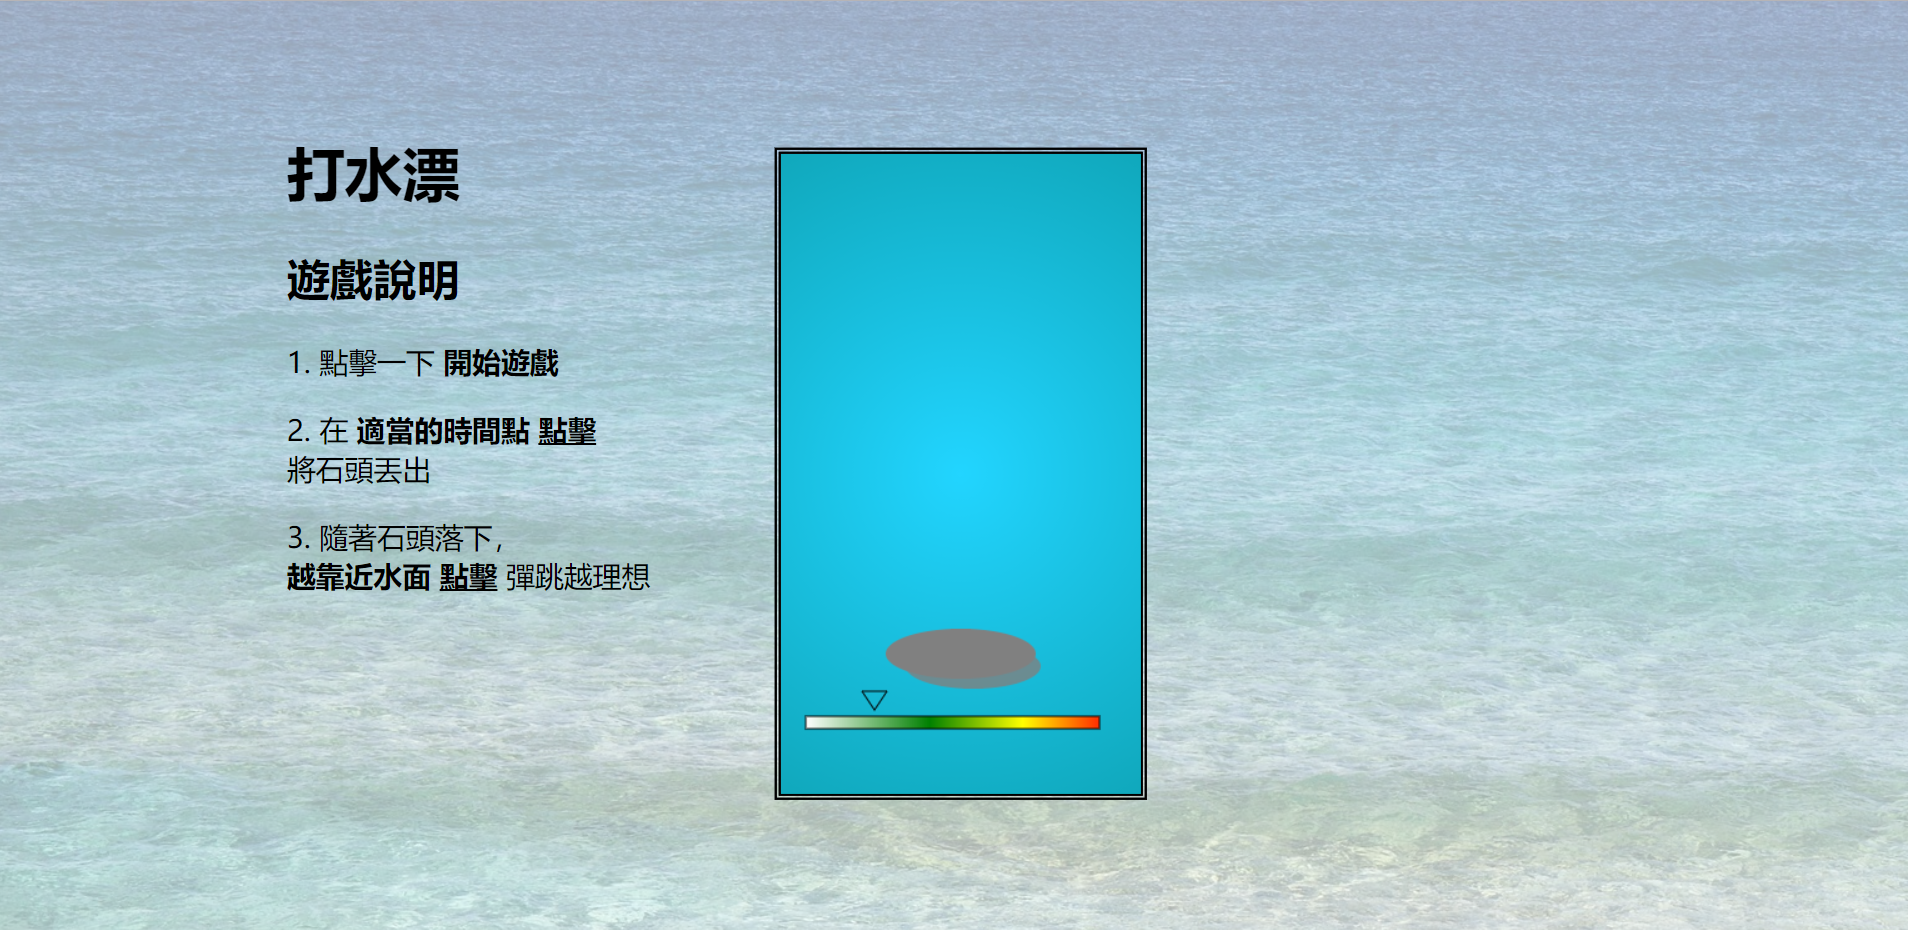 打水漂
遊戲說明
1. 點擊一下 開始遊戲
2. 在 適當的時間點 點擊
將石頭丟出
3. 隨著石頭落下,
越靠近水面 點擊 彈跳越理想